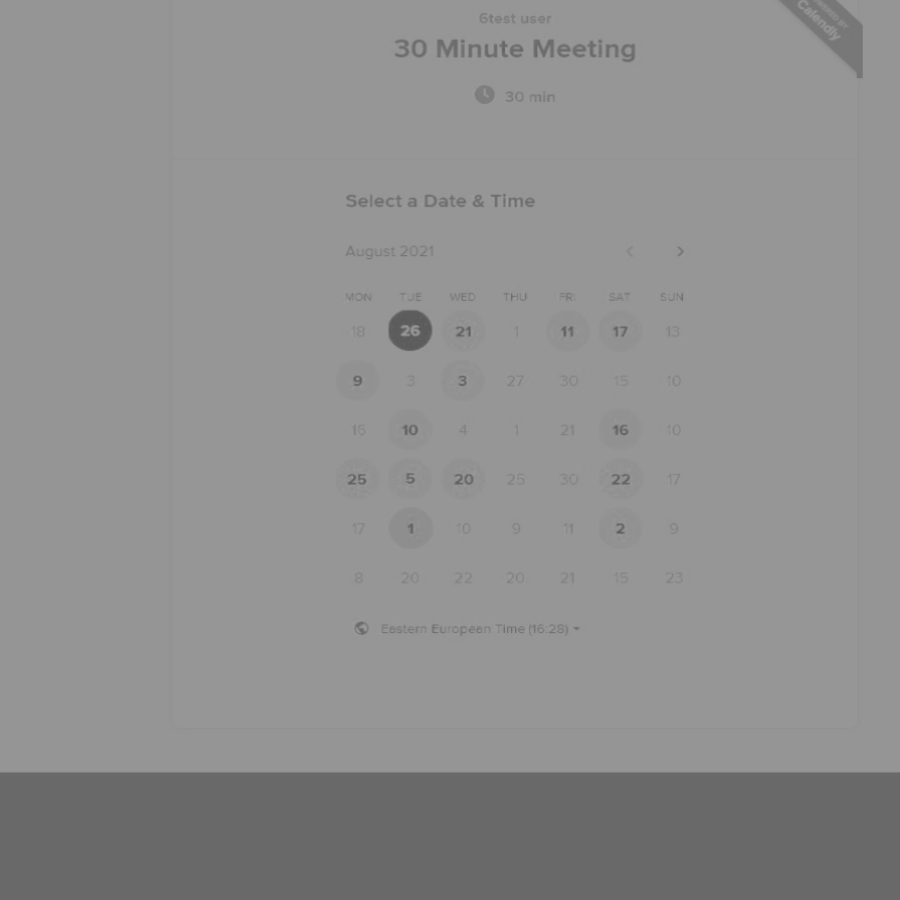 POWERED BY
Calendly
6test user
30 Minute Meeting
30 min
Select a Date & Time
August 2021
MON TUE WED THU FRI SAT SUN
18 26 21 1 11 17 13
9 3 3 27 30 15 10
15 10 4 1 21 16 10
25 5 20 25 30 22 17
17 1 10 9 11 2 9
8 20 22 20 21 15 23
Eastern European Time (16:28)